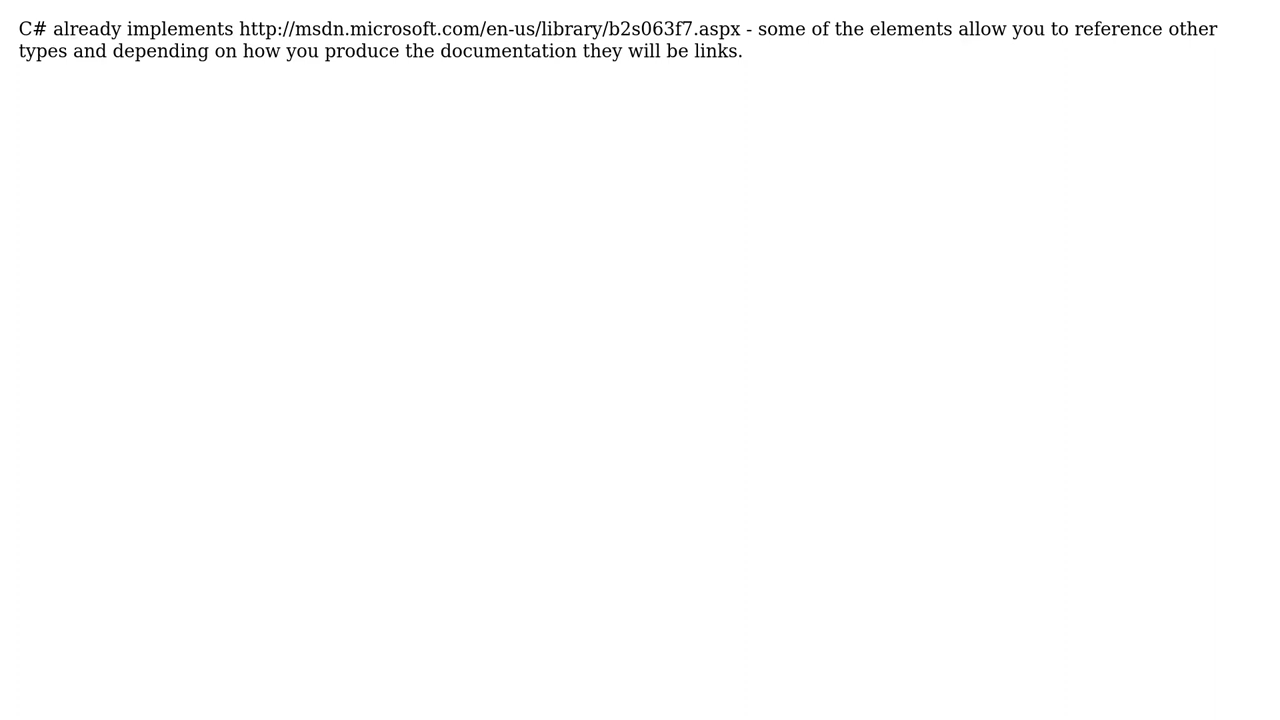 C# already implements http://msdn.microsoft.com/en-us/library/b2s063f7.aspx - some of the elements allow you to reference other
types and depending on how you produce the documentation they will be links.